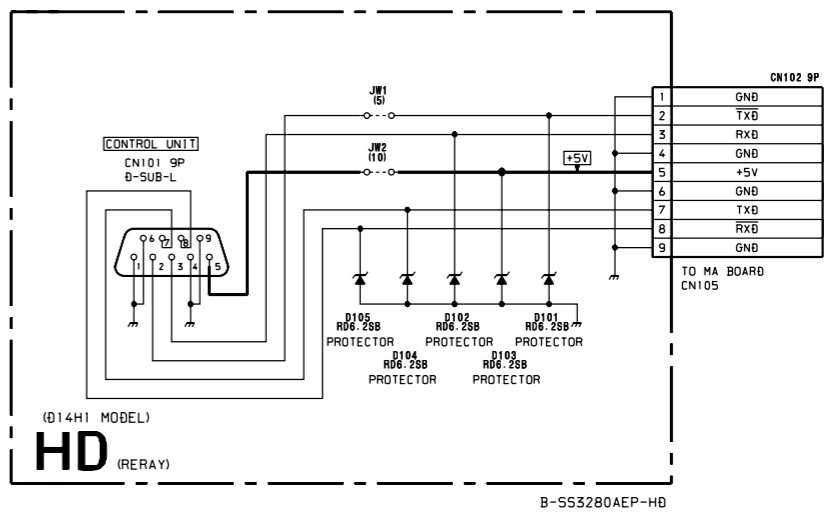 CN102 9P
1 GND
2 TXD
3 RXD
4 GND
5 +5V
6 GND
7 TXD
8 RXD
9 GND
TO MA BOARD
CN105
JW1
(5)
JW2
(10)
+5V
CONTROL UNIT
CN101 9P
D-SUB-L
6 7 8 9
1 2 3 4 5
D105
RD6.2SB
PROTECTOR
D102
RD6.2SB
PROTECTOR
D101
RD6.2SB
PROTECTOR
D104
RD6.2SB
PROTECTOR
D103
RD6.2SB
PROTECTOR
(D14H1 MODEL)
HD (RERAY)
B-SS3280AEP-HD